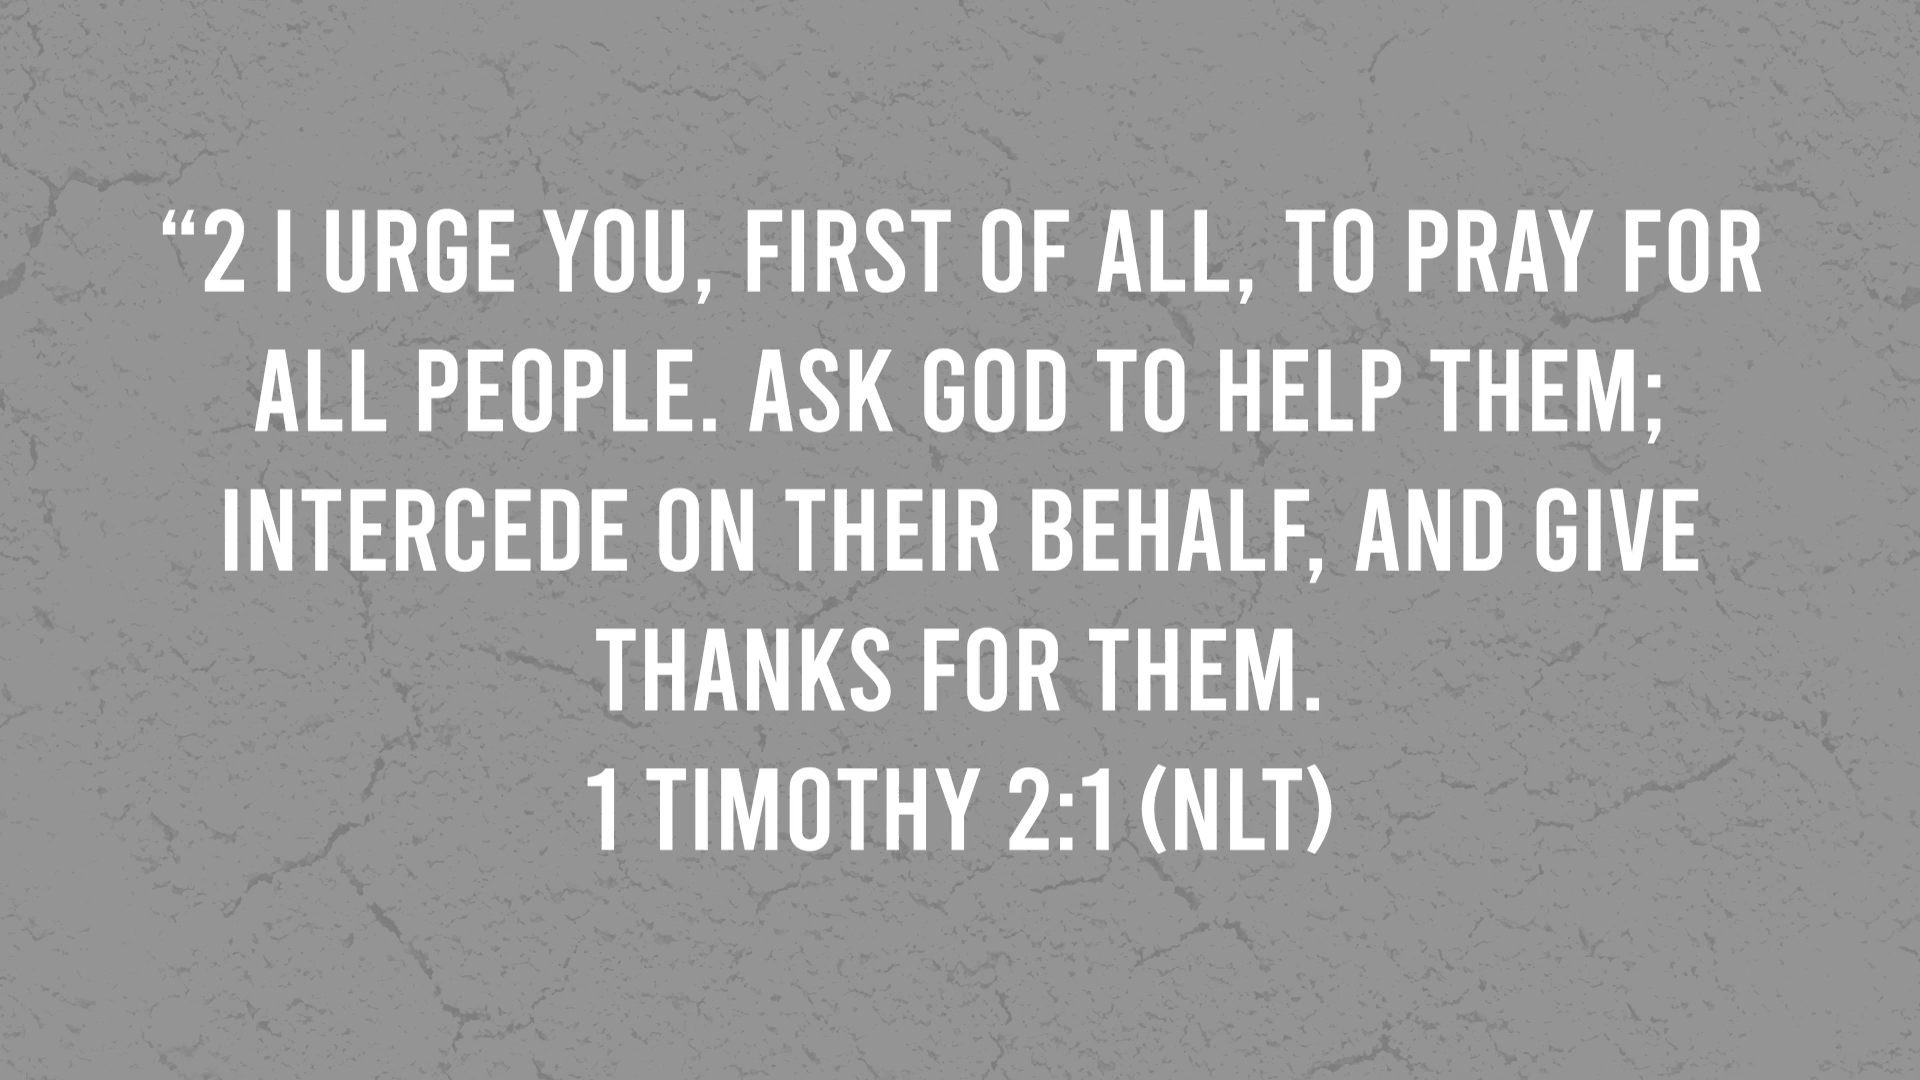 “2 I URGE YOU, FIRST OF ALL, TO PRAY FOR
ALL PEOPLE. ASK GOD TO HELP THEM;
INTERCEDE ON THEIR BEHALF, AND GIVE
THANKS FOR THEM.
1 TIMOTHY 2:1 (NLT)